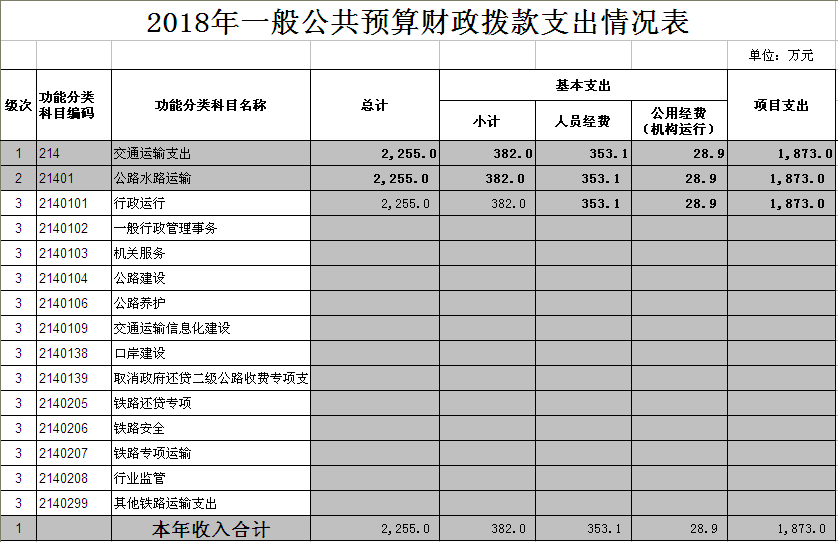 2018年一般公共预算财政拨款支出情况表
单位：万元
级次 功能分类科目编码 功能分类科目名称 总计 基本支出 项目支出
小计 人员经费 公用经费（机构运行）
1 214 交通运输支出 2,255.0 382.0 353.1 28.9 1,873.0
2 21401 公路水路运输 2,255.0 382.0 353.1 28.9 1,873.0
3 2140101 行政运行 2,255.0 382.0 353.1 28.9 1,873.0
3 2140102 一般行政管理事务
3 2140103 机关服务
3 2140104 公路建设
3 2140106 公路养护
3 2140109 交通运输信息化建设
3 2140138 口岸建设
3 2140139 取消政府还贷二级公路收费专项支
3 2140205 铁路还贷专项
3 2140206 铁路安全
3 2140207 铁路专项运输
3 2140208 行业监管
3 2140299 其他铁路运输支出
1 本年收入合计 2,255.0 382.0 353.1 28.9 1,873.0